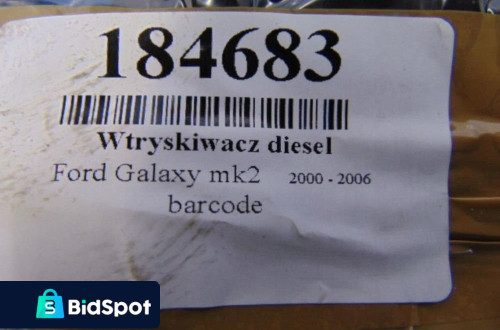 184683
Wtryskiwacz diesel
Ford Galaxy mk2 2000 - 2006
barcode
BidSpot